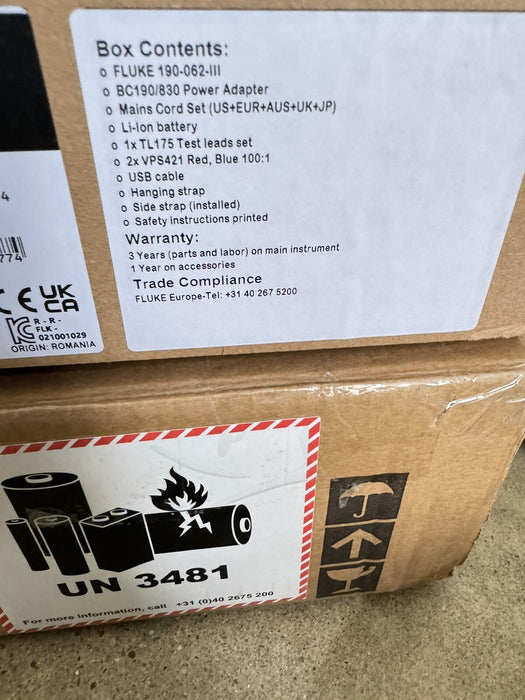 Box Contents:
o FLUKE 190-062-III
o BC190/830 Power Adapter
o Mains Cord Set (US+EUR+AUS+UK+JP)
o Li-Ion battery
o 1x TL175 Test leads set
o 2x VPS421 Red, Blue 100:1
o USB cable
o Hanging strap
o Side strap (installed)
o Safety instructions printed
Warranty:
3 Years (parts and labor) on main instrument
1 Year on accessories
Trade Compliance
FLUKE Europe-Tel: +31 40 267 5200
4
774
CE UK
CA
R - R -
FLK -
021001029
ORIGIN: ROMANIA
UN 3481
For more information, call +31 (0)40 2675 200